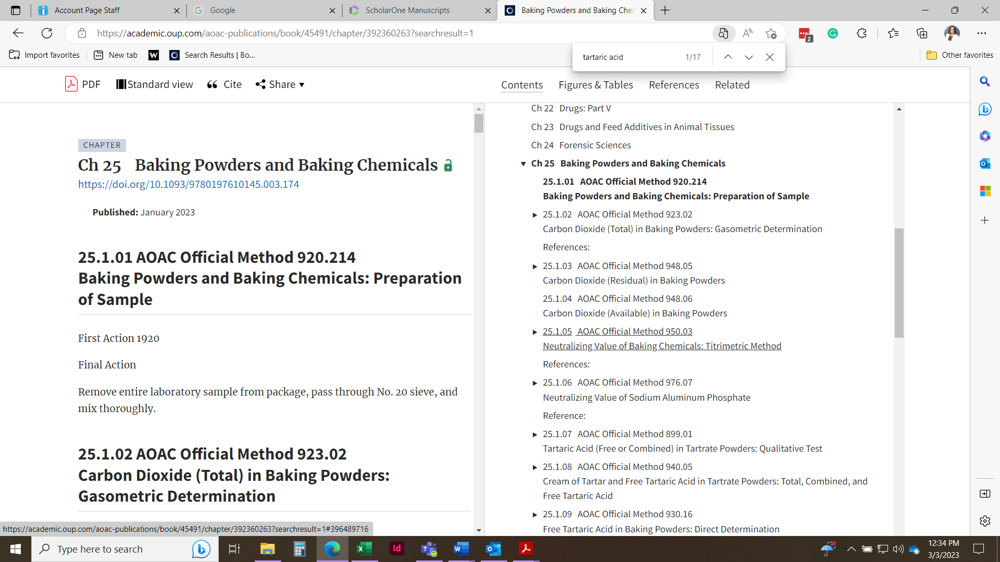 Account Page Staff
Google
ScholarOne Manuscripts
Baking Powders and Baking Cher
https://academic.oup.com/aoac-publications/book/45491/chapter/392360263?searchresult=1
2
Import favorites
New tab
W
Search Results | Bo...
tartaric acid
1/17
Other favorites
PDF
Standard view
Cite
Share
Contents
Figures & Tables
References
Related
CHAPTER
Ch 25 Baking Powders and Baking Chemicals
https://doi.org/10.1093/9780197610145.003.174
Published: January 2023
25.1.01 AOAC Official Method 920.214
Baking Powders and Baking Chemicals: Preparation
of Sample
First Action 1920
Final Action
Remove entire laboratory sample from package, pass through No. 20 sieve, and
mix thoroughly.
25.1.02 AOAC Official Method 923.02
Carbon Dioxide (Total) in Baking Powders:
Gasometric Determination
Ch 22 Drugs: Part V
Ch 23 Drugs and Feed Additives in Animal Tissues
Ch 24 Forensic Sciences
Ch 25 Baking Powders and Baking Chemicals
25.1.01 AOAC Official Method 920.214
Baking Powders and Baking Chemicals: Preparation of Sample
25.1.02 AOAC Official Method 923.02
Carbon Dioxide (Total) in Baking Powders: Gasometric Determination
References:
25.1.03 AOAC Official Method 948.05
Carbon Dioxide (Residual) in Baking Powders
25.1.04 AOAC Official Method 948.06
Carbon Dioxide (Available) in Baking Powders
25.1.05 AOAC Official Method 950.03
Neutralizing Value of Baking Chemicals: Titrimetric Method
References:
25.1.06 AOAC Official Method 976.07
Neutralizing Value of Sodium Aluminum Phosphate
Reference:
25.1.07 AOAC Official Method 899.01
Tartaric Acid (Free or Combined) in Tartrate Powders: Qualitative Test
25.1.08 AOAC Official Method 940.05
Cream of Tartar and Free Tartaric Acid in Tartrate Powders: Total, Combined, and
Free Tartaric Acid
25.1.09 AOAC Official Method 930.16
Free Tartaric Acid in Baking Powders: Direct Determination
https://academic.oup.com/aoac-publications/book/45491/chapter/392360263?searchresult=1#396489716
Type here to search
Id
12:34 PM
3/3/2023